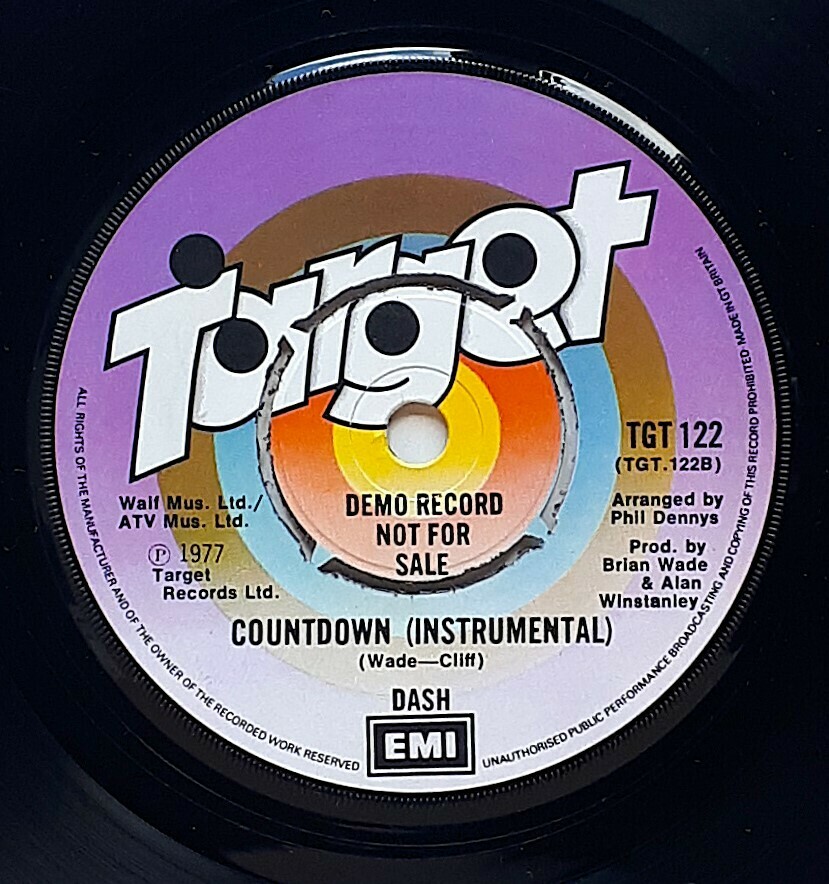 Target
TGT 122
(TGT.122B)
DEMO RECORD
NOT FOR
SALE
Walf Mus. Ltd./
ATV Mus. Ltd.
Ⓟ 1977
Target
Records Ltd.
Arranged by
Phil Dennys
Prod. by
Brian Wade
& Alan
Winstanley
COUNTDOWN (INSTRUMENTAL)
(Wade—Cliff)
DASH
EMI
ALL RIGHTS OF THE MANUFACTURER AND OF THE OWNER OF THE RECORDED WORK RESERVED
UNAUTHORISED PUBLIC PERFORMANCE BROADCASTING AND COPYING OF THIS RECORD PROHIBITED · MADE IN GT BRITAIN